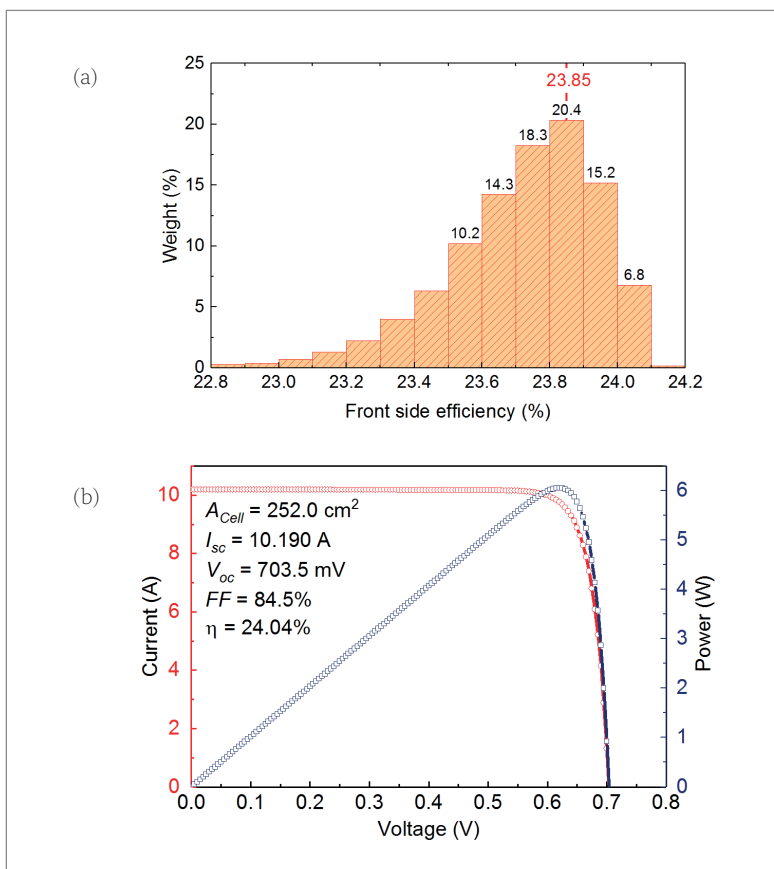 (a)
25
20
15
10
5
0
Weight (%)
23.85
20.4
18.3
15.2
14.3
10.2
6.8
22.8 23.0 23.2 23.4 23.6 23.8 24.0 24.2
Front side efficiency (%)
(b)
10
8
6
4
2
0
Current (A)
A_Cell = 252.0 cm²
I_sc = 10.190 A
V_oc = 703.5 mV
FF = 84.5%
η = 24.04%
6
5
4
3
2
1
0
Power (W)
0.0 0.1 0.2 0.3 0.4 0.5 0.6 0.7 0.8
Voltage (V)